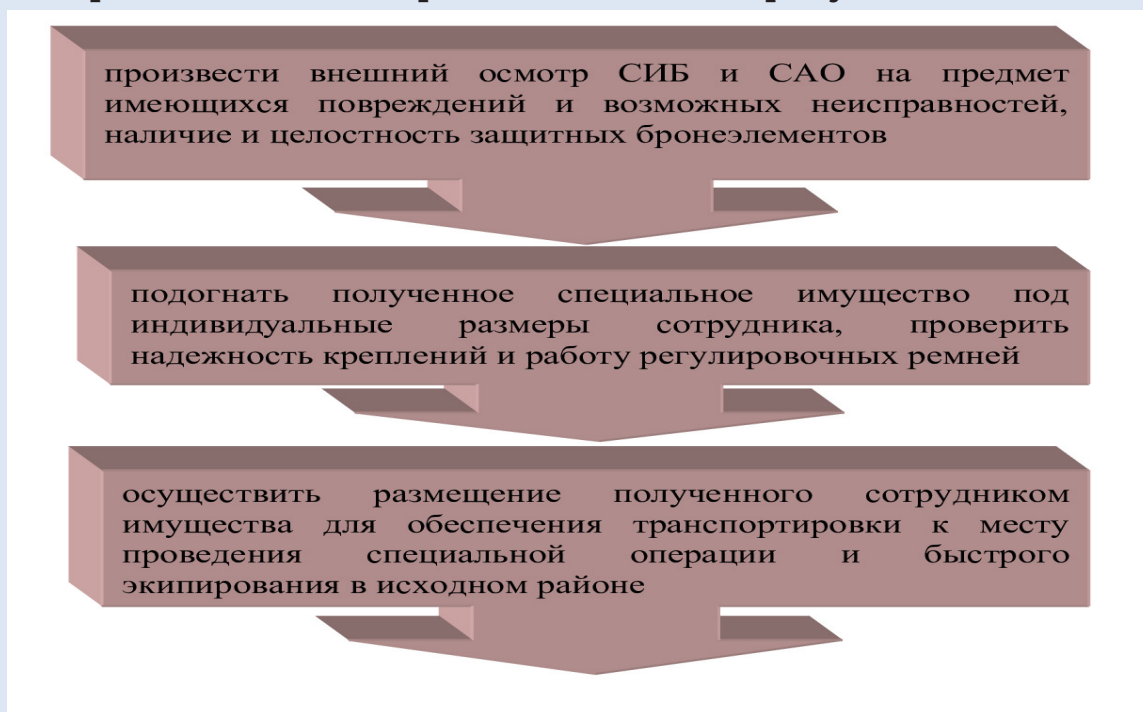 произвести внешний осмотр СИБ и САО на предмет
имеющихся повреждений и возможных неисправностей,
наличие и целостность защитных бронеэлементов
подогнать полученное специальное имущество под
индивидуальные размеры сотрудника, проверить
надежность креплений и работу регулировочных ремней
осуществить размещение полученного сотрудником
имущества для обеспечения транспортировки к месту
проведения специальной операции и быстрого
экипирования в исходном районе